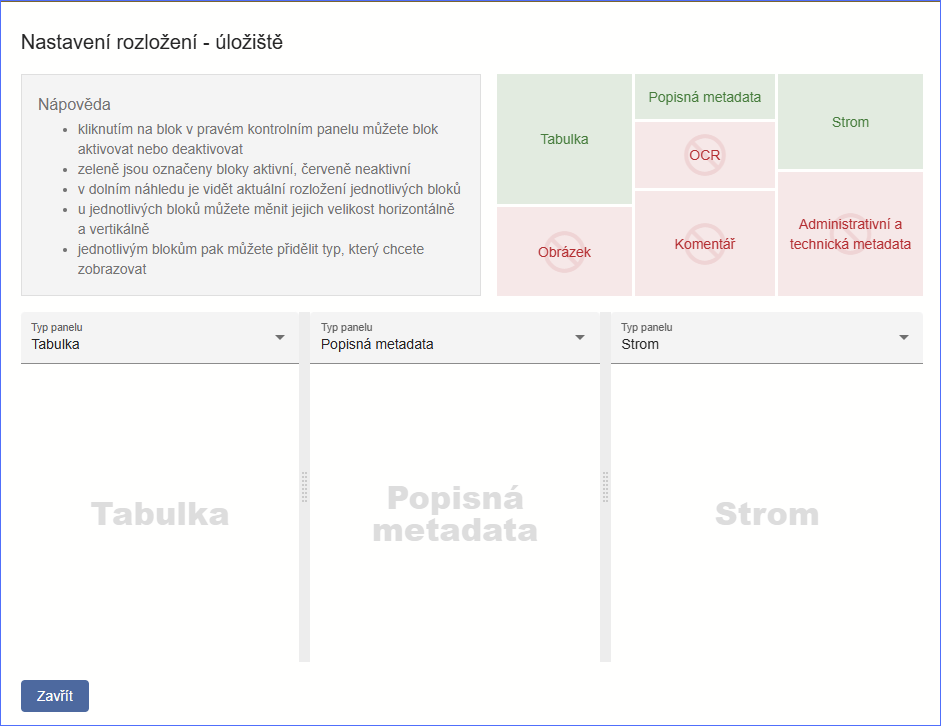 Nastavení rozložení - úložiště
Nápověda
kliknutím na blok v pravém kontrolním panelu můžete blok
aktivovat nebo deaktivovat
zeleně jsou označeny bloky aktivní, červeně neaktivní
v dolním náhledu je vidět aktuální rozložení jednotlivých bloků
u jednotlivých bloků můžete měnit jejich velikost horizontálně
a vertikálně
jednotlivým blokům pak můžete přidělit typ, který chcete
zobrazovat
Tabulka
Obrázek
Popisná metadata
OCR
Komentář
Strom
Administrativní a
technická metadata
Typ panelu
Tabulka
Typ panelu
Popisná metadata
Typ panelu
Strom
Tabulka
Popisná
metadata
Strom
Zavřít